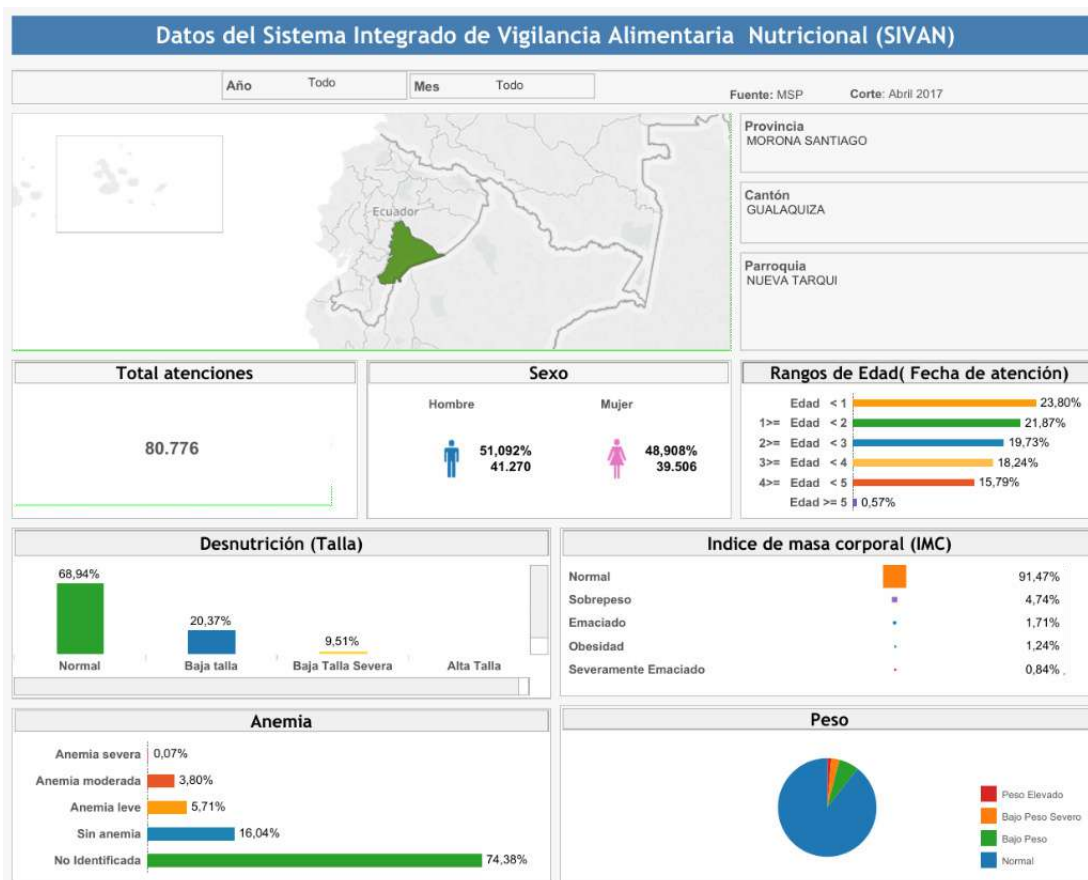 Datos del Sistema Integrado de Vigilancia Alimentaria Nutricional (SIVAN)
Año Todo Mes Todo
Fuente: MSP Corte: Abril 2017
Ecuador
Provincia
MORONA SANTIAGO
Cantón
GUALAQUIZA
Parroquia
NUEVA TARQUI
Total atenciones
80.776
Sexo
Hombre Mujer
51,092% 48,908%
41.270 39.506
Rangos de Edad( Fecha de atención)
Edad < 1 23,80%
1>= Edad < 2 21,87%
2>= Edad < 3 19,73%
3>= Edad < 4 18,24%
4>= Edad < 5 15,79%
Edad >= 5 0,57%
Desnutrición (Talla)
68,94% 20,37% 9,51%
Normal Baja talla Baja Talla Severa Alta Talla
Indice de masa corporal (IMC)
Normal 91,47%
Sobrepeso 4,74%
Emaciado 1,71%
Obesidad 1,24%
Severamente Emaciado 0,84%
Anemia
Anemia severa 0,07%
Anemia moderada 3,80%
Anemia leve 5,71%
Sin anemia 16,04%
No Identificada 74,38%
Peso
Peso Elevado
Bajo Peso Severo
Bajo Peso
Normal